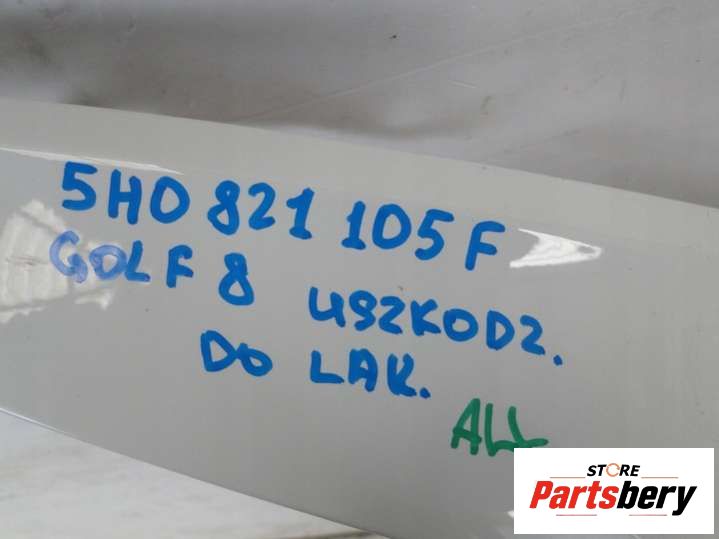 5H0 821 105 F
GOLF 8 USZKODZ.
DO LAK.
ALL
STORE
Partsbery